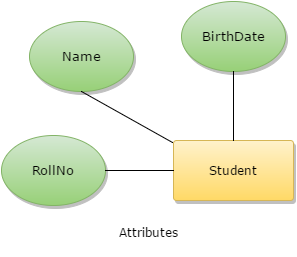 BirthDate
Name
RollNo
Student
Attributes